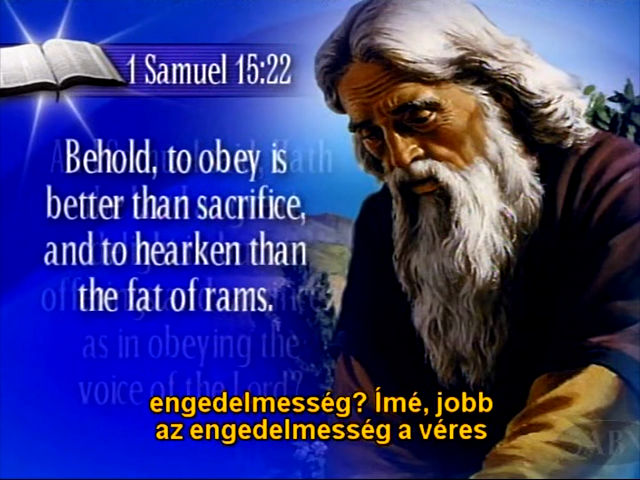 1 Samuel 15:22
Behold, to obey is
better than sacrifice,
and to hearken than
the fat of rams.
as in obeying the
voice of the Lord?
engedelmesség? Ímé, jobb
az engedelmesség a véres